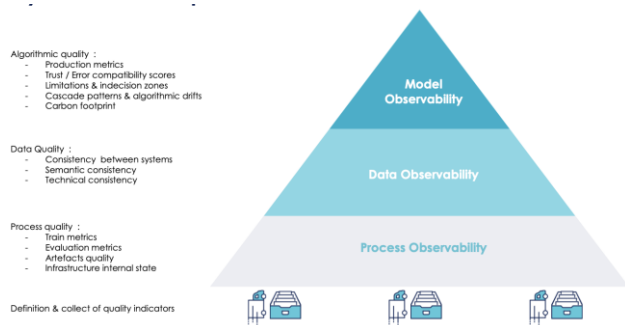 Algorithmic quality :
- Production metrics
- Trust / Error compatibility scores
- Limitations & indecision zones
- Cascade patterns & algorithmic drifts
- Carbon footprint
Model
Observability
Data Quality :
- Consistency between systems
- Semantic consistency
- Technical consistency
Data Observability
Process quality :
- Train metrics
- Evaluation metrics
- Artefacts quality
- Infrastructure internal state
Process Observability
Definition & collect of quality indicators